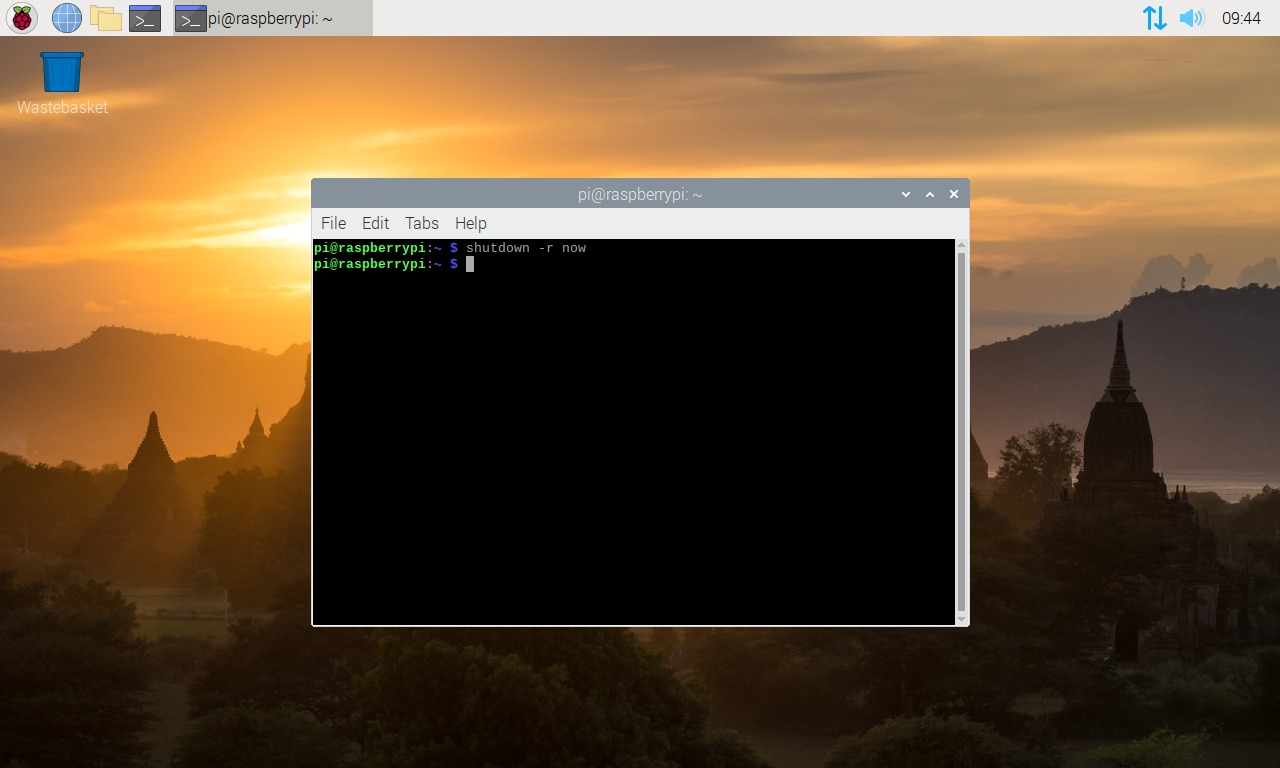 pi@raspberrypi: ~
09:44
Wastebasket
pi@raspberrypi: ~
File Edit Tabs Help
pi@raspberrypi:~ $ shutdown -r now
pi@raspberrypi:~ $